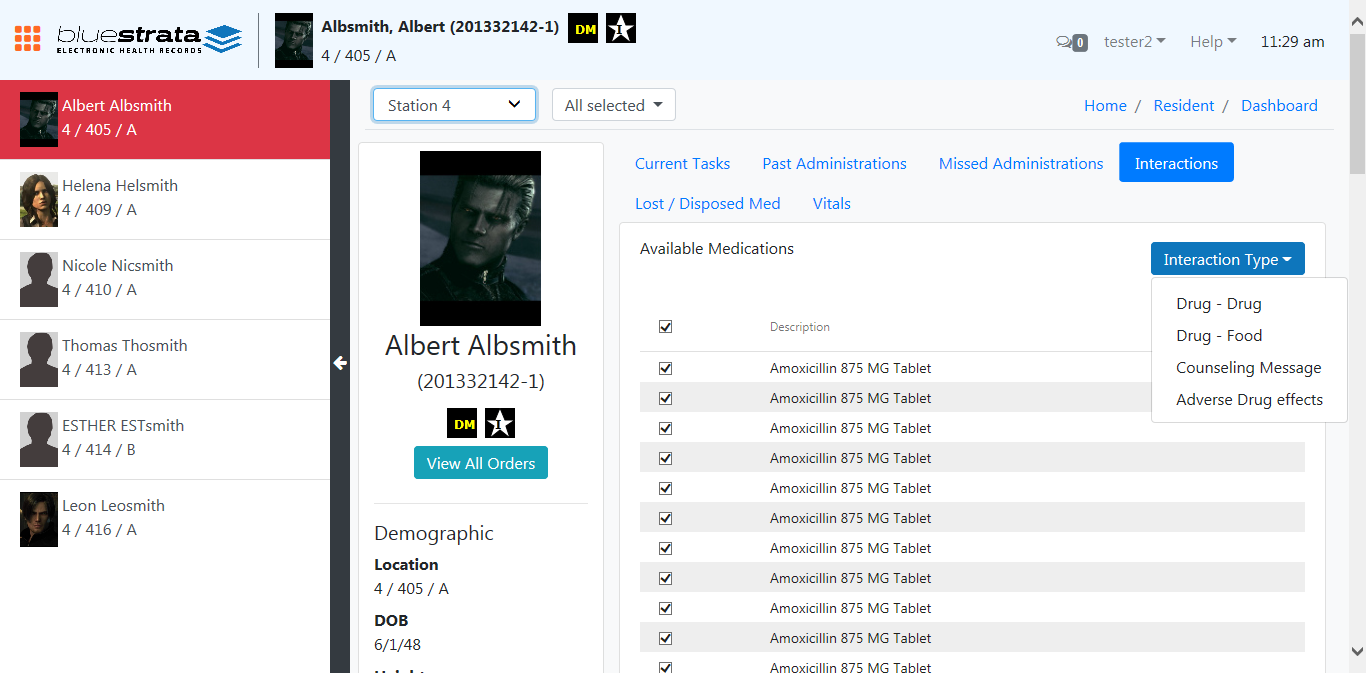 bluestrata
ELECTRONIC HEALTH RECORDS
Albsmith, Albert (201332142-1) DM I
4 / 405 / A
0 tester2 Help 11:29 am
Albert Albsmith
4 / 405 / A
Helena Helsmith
4 / 409 / A
Nicole Nicsmith
4 / 410 / A
Thomas Thosmith
4 / 413 / A
ESTHER ESTsmith
4 / 414 / B
Leon Leosmith
4 / 416 / A
Station 4 All selected
Home / Resident / Dashboard
Albert Albsmith
(201332142-1)
DM I
View All Orders
Demographic
Location
4 / 405 / A
DOB
6/1/48
Current Tasks Past Administrations Missed Administrations Interactions
Lost / Disposed Med Vitals
Available Medications
Interaction Type
Drug - Drug
Drug - Food
Counseling Message
Adverse Drug effects
Description
Amoxicillin 875 MG Tablet
Amoxicillin 875 MG Tablet
Amoxicillin 875 MG Tablet
Amoxicillin 875 MG Tablet
Amoxicillin 875 MG Tablet
Amoxicillin 875 MG Tablet
Amoxicillin 875 MG Tablet
Amoxicillin 875 MG Tablet
Amoxicillin 875 MG Tablet
Amoxicillin 875 MG Tablet
Amoxicillin 875 MG Tablet